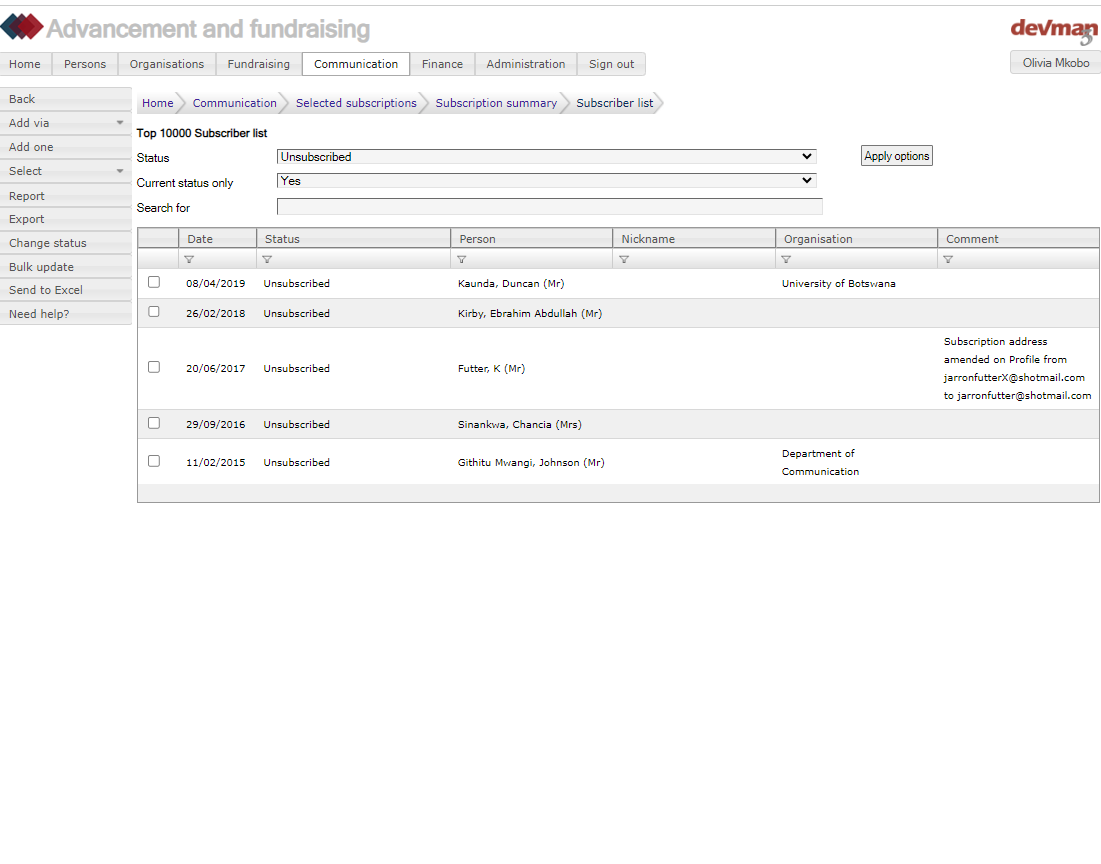 Advancement and fundraising
devman
3
Home Persons Organisations Fundraising Communication Finance Administration Sign out
Olivia Mkobo
Back
Add via
Add one
Select
Report
Export
Change status
Bulk update
Send to Excel
Need help?
Home Communication Selected subscriptions Subscription summary Subscriber list
Top 10000 Subscriber list
Status Unsubscribed Apply options
Current status only Yes
Search for
Date Status Person Nickname Organisation Comment
08/04/2019 Unsubscribed Kaunda, Duncan (Mr) University of Botswana
26/02/2018 Unsubscribed Kirby, Ebrahim Abdullah (Mr)
20/06/2017 Unsubscribed Futter, K (Mr)
Subscription address
amended on Profile from
jarronfutterX@shotmail.com
to jarronfutter@shotmail.com
29/09/2016 Unsubscribed Sinankwa, Chancia (Mrs)
11/02/2015 Unsubscribed Githitu Mwangi, Johnson (Mr)
Department of
Communication